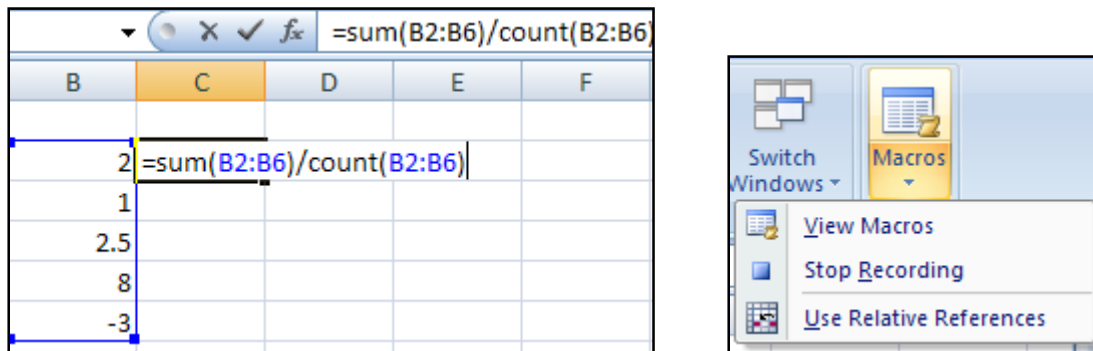 fx =sum(B2:B6)/count(B2:B6)
B C D E F
2 =sum(B2:B6)/count(B2:B6)
1
2.5
8
-3
Switch Windows
Macros
View Macros
Stop Recording
Use Relative References